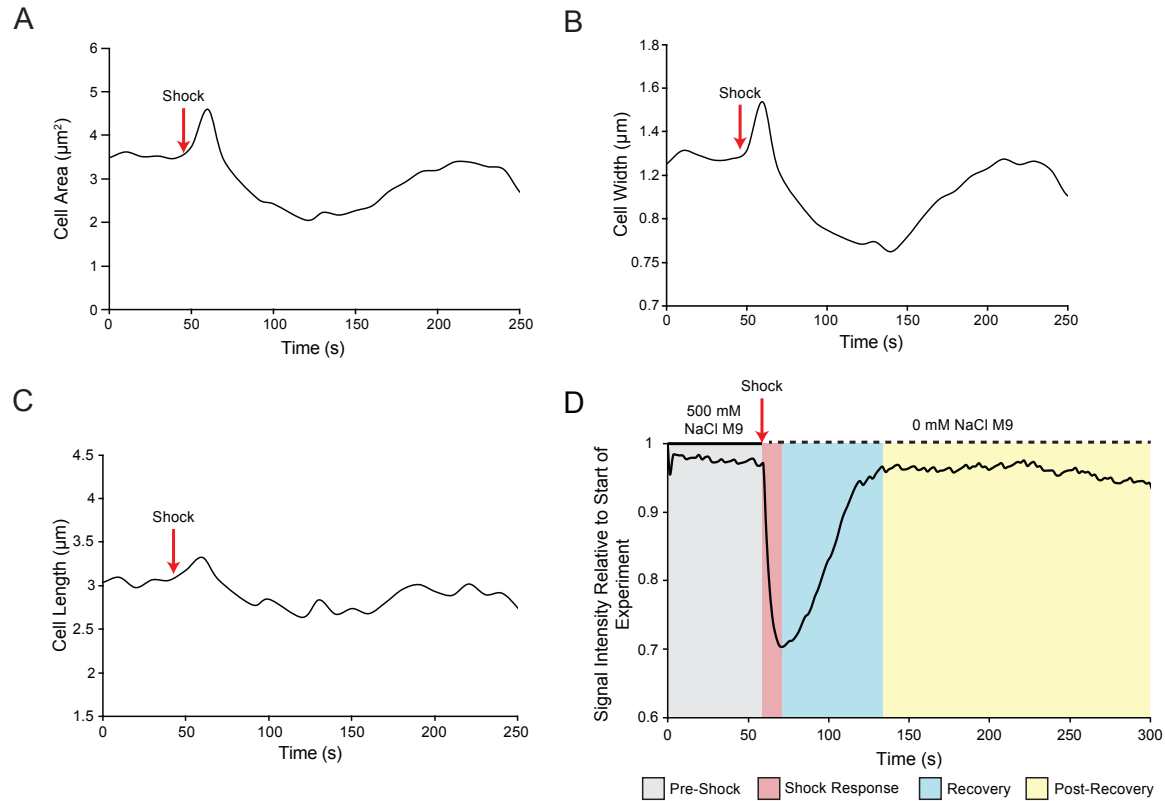 A
Cell Area (µm²)
6
5
4
3
2
1
0
Shock
0 50 100 150 200 250
Time (s)
B
Cell Width (µm)
1.8
1.6
1.4
1.2
1.8
0.75
0.7
Shock
0 50 100 150 200 250
Time (s)
C
Cell Length (µm)
4.5
4
3.5
3
2.5
2
1.5
Shock
0 50 100 150 200 250
Time (s)
D
Signal Intensity Relative to Start of
Experiment
Shock
500 mM
NaCl M9
0 mM NaCl M9
1
0.9
0.8
0.7
0.6
0 50 100 150 200 250 300
Time (s)
Pre-Shock Shock Response Recovery Post-Recovery